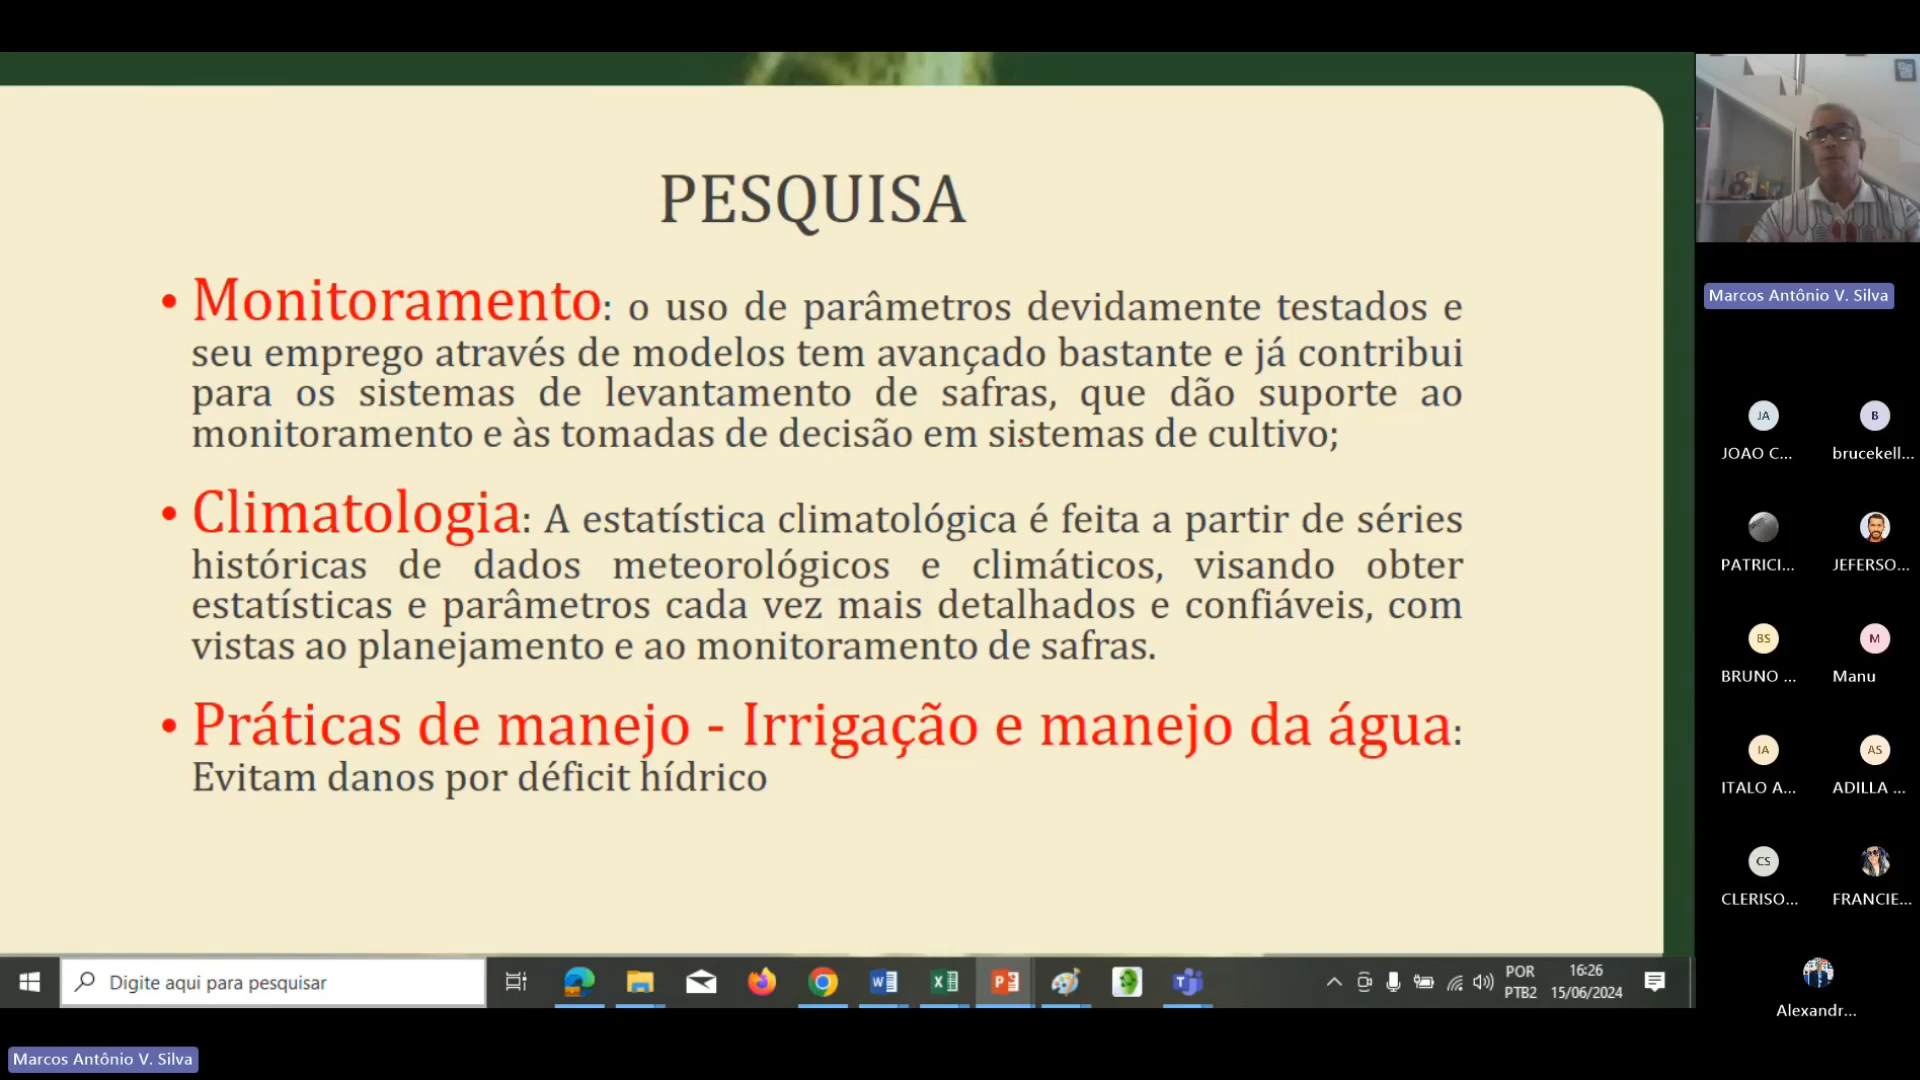 PESQUISA
• Monitoramento: o uso de parâmetros devidamente testados e
seu emprego através de modelos tem avançado bastante e já contribui
para os sistemas de levantamento de safras, que dão suporte ao
monitoramento e às tomadas de decisão em sistemas de cultivo;
• Climatologia: A estatística climatológica é feita a partir de séries
históricas de dados meteorológicos e climáticos, visando obter
estatísticas e parâmetros cada vez mais detalhados e confiáveis, com
vistas ao planejamento e ao monitoramento de safras.
• Práticas de manejo - Irrigação e manejo da água:
Evitam danos por déficit hídrico
Marcos Antônio V. Silva
JA
B
JOAO C...
brucekell...
PATRICI...
JEFERSO...
BS
M
BRUNO ...
Manu
IA
AS
ITALO A...
ADILLA ...
CS
CLERISO...
FRANCIE...
Alexandr...
Digite aqui para pesquisar
POR
PTB2
16:26
15/06/2024
Marcos Antônio V. Silva